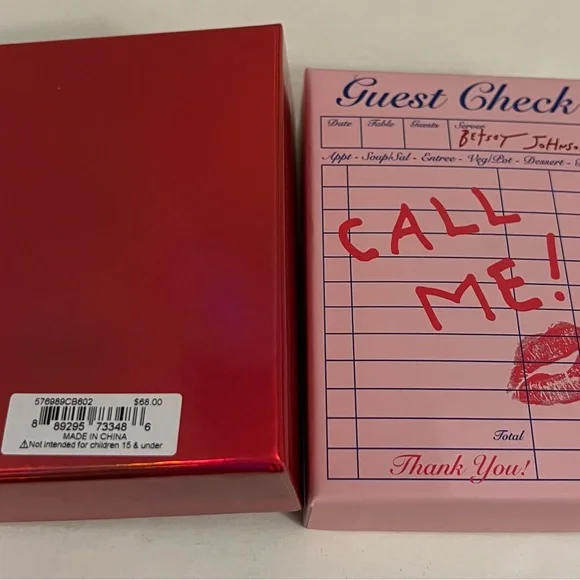 576989CB602 $68.00
8 89295 73348 6
MADE IN CHINA
⚠Not intended for children 15 & under
Guest Check
Date Table Guests Server
BETSEY JOHNSO
Appt - Soup/Sal - Entree - Veg/Pot - Dessert -
CALL
ME!
Total
Thank You!